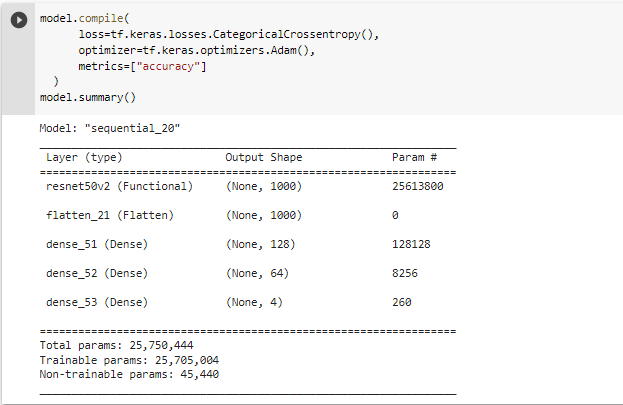 model.compile(
      loss=tf.keras.losses.CategoricalCrossentropy(),
      optimizer=tf.keras.optimizers.Adam(),
      metrics=["accuracy"]
  )
model.summary()
Model: "sequential_20"
_________________________________________________________________
 Layer (type)                Output Shape              Param #
=================================================================
 resnet50v2 (Functional)     (None, 1000)              25613800
 flatten_21 (Flatten)        (None, 1000)              0
 dense_51 (Dense)            (None, 128)               128128
 dense_52 (Dense)            (None, 64)                8256
 dense_53 (Dense)            (None, 4)                 260
=================================================================
Total params: 25,750,444
Trainable params: 25,705,004
Non-trainable params: 45,440
_________________________________________________________________